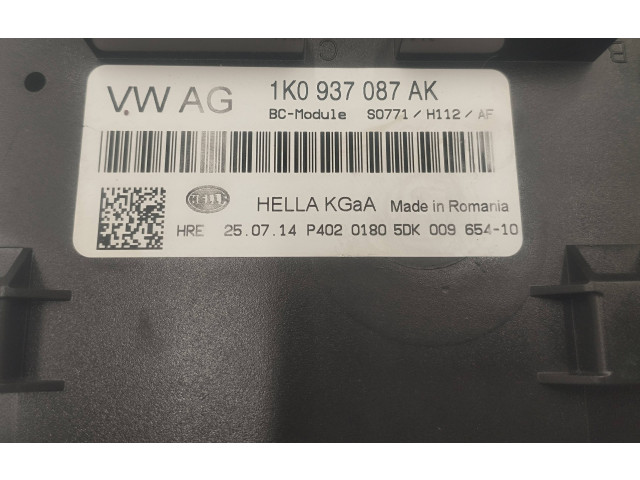 V.W AG 1K0 937 087 AK
BC-Module S0771/H112/AF
HELLA
HELLA KGaA Made in Romania
HRE 25.07.14 P402 0180 5DK 009 654-10